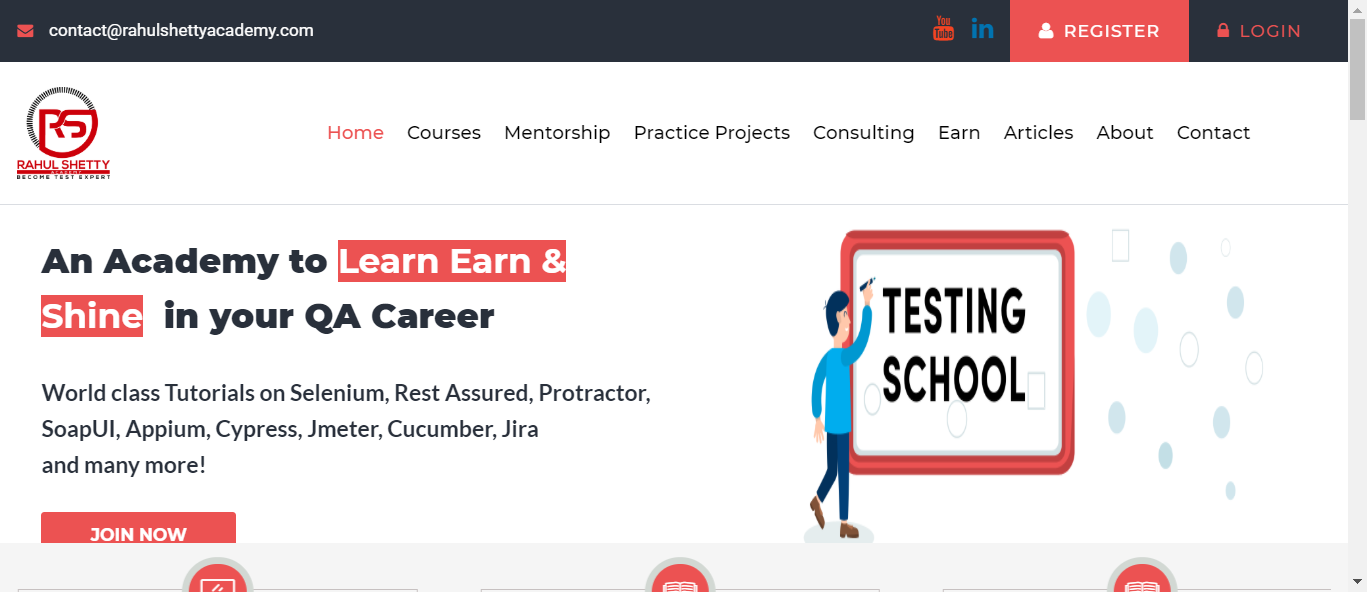 contact@rahulshettyacademy.com
You
Tube
in
REGISTER
LOGIN
RS
RAHUL SHETTY
ACADEMY
BECOME TEST EXPERT
Home Courses Mentorship Practice Projects Consulting Earn Articles About Contact
An Academy to Learn Earn &
Shine in your QA Career
World class Tutorials on Selenium, Rest Assured, Protractor,
SoapUI, Appium, Cypress, Jmeter, Cucumber, Jira
and many more!
JOIN NOW
TESTING
SCHOOL